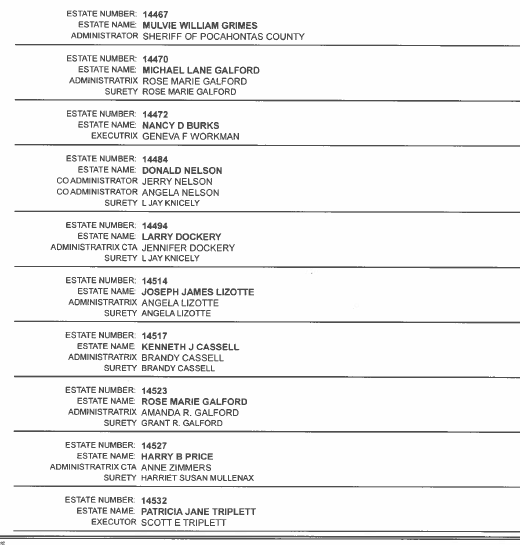 ESTATE NUMBER: 14467
ESTATE NAME: MULVIE WILLIAM GRIMES
ADMINISTRATOR SHERIFF OF POCAHONTAS COUNTY
ESTATE NUMBER: 14470
ESTATE NAME: MICHAEL LANE GALFORD
ADMINISTRATRIX ROSE MARIE GALFORD
SURETY ROSE MARIE GALFORD
ESTATE NUMBER: 14472
ESTATE NAME: NANCY D BURKS
EXECUTRIX GENEVA F WORKMAN
ESTATE NUMBER: 14484
ESTATE NAME: DONALD NELSON
CO ADMINISTRATOR JERRY NELSON
CO ADMINISTRATOR ANGELA NELSON
SURETY L JAY KNICELY
ESTATE NUMBER: 14494
ESTATE NAME: LARRY DOCKERY
ADMINISTRATRIX CTA JENNIFER DOCKERY
SURETY L JAY KNICELY
ESTATE NUMBER: 14514
ESTATE NAME: JOSEPH JAMES LIZOTTE
ADMINISTRATRIX ANGELA LIZOTTE
SURETY ANGELA LIZOTTE
ESTATE NUMBER: 14517
ESTATE NAME: KENNETH J CASSELL
ADMINISTRATRIX BRANDY CASSELL
SURETY BRANDY CASSELL
ESTATE NUMBER: 14523
ESTATE NAME: ROSE MARIE GALFORD
ADMINISTRATRIX AMANDA R. GALFORD
SURETY GRANT R. GALFORD
ESTATE NUMBER: 14527
ESTATE NAME: HARRY B PRICE
ADMINISTRATRIX CTA ANNE ZIMMERS
SURETY HARRIET SUSAN MULLENAX
ESTATE NUMBER: 14532
ESTATE NAME: PATRICIA JANE TRIPLETT
EXECUTOR SCOTT E TRIPLETT